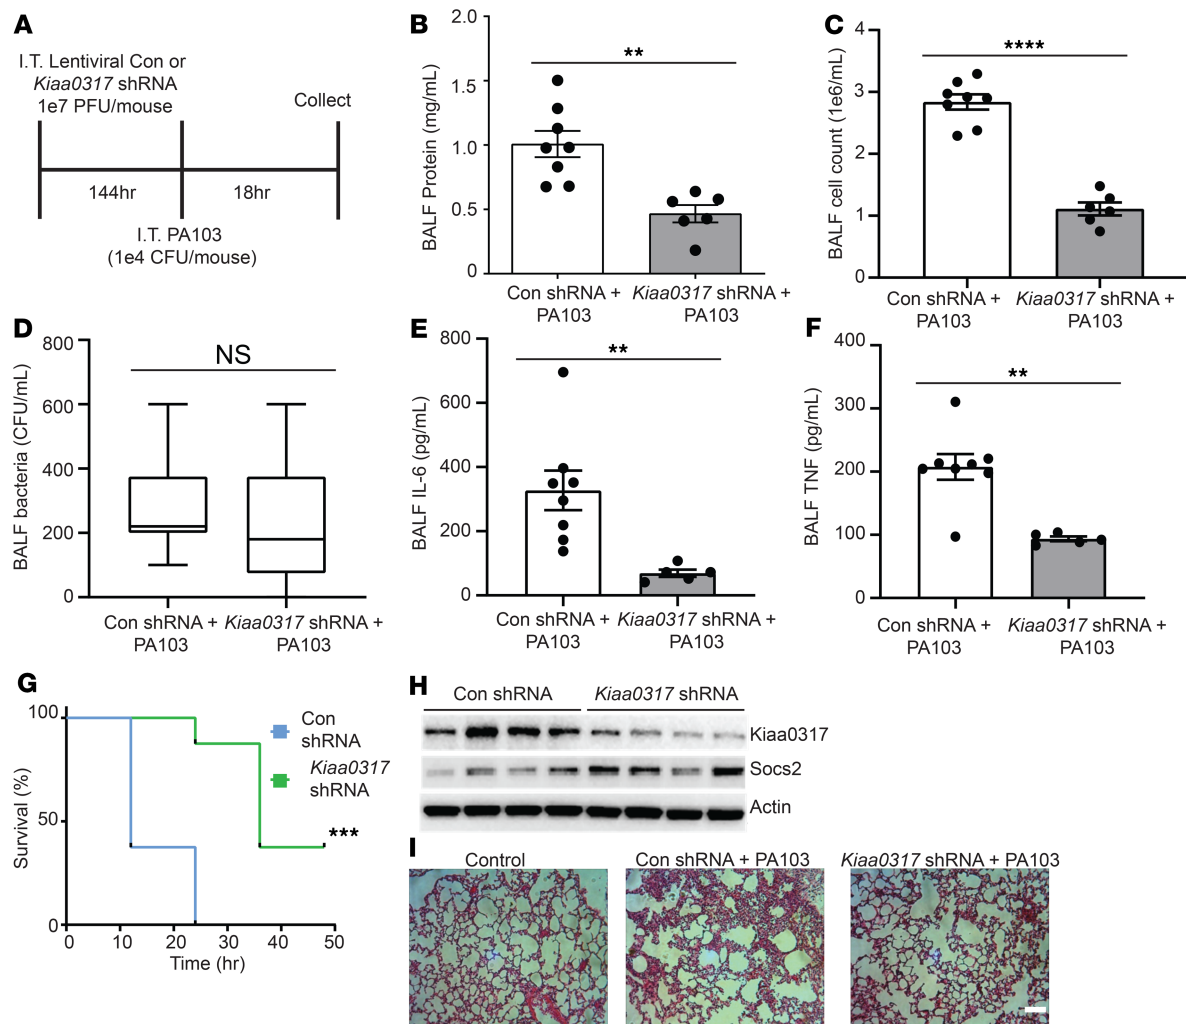 A
I.T. Lentiviral Con or
Kiaa0317 shRNA
1e7 PFU/mouse
Collect
144hr
18hr
I.T. PA103
(1e4 CFU/mouse)
B
BALF Protein (mg/mL)
2.0
1.5
1.0
0.5
0
**
Con shRNA +
PA103
Kiaa0317 shRNA +
PA103
C
BALF cell count (1e6/mL)
4
3
2
1
0
****
Con shRNA +
PA103
Kiaa0317 shRNA +
PA103
D
BALF bacteria (CFU/mL)
800
600
400
200
0
NS
Con shRNA +
PA103
Kiaa0317 shRNA +
PA103
E
BALF IL-6 (pg/mL)
800
600
400
200
0
**
Con shRNA +
PA103
Kiaa0317 shRNA +
PA103
F
BALF TNF (pg/mL)
400
300
200
100
0
**
Con shRNA +
PA103
Kiaa0317 shRNA +
PA103
G
Survival (%)
100
50
0
0 10 20 30 40 50
Time (hr)
Con
shRNA
Kiaa0317
shRNA
***
H
Con shRNA
Kiaa0317 shRNA
Kiaa0317
Socs2
Actin
I
Control
Con shRNA + PA103
Kiaa0317 shRNA + PA103